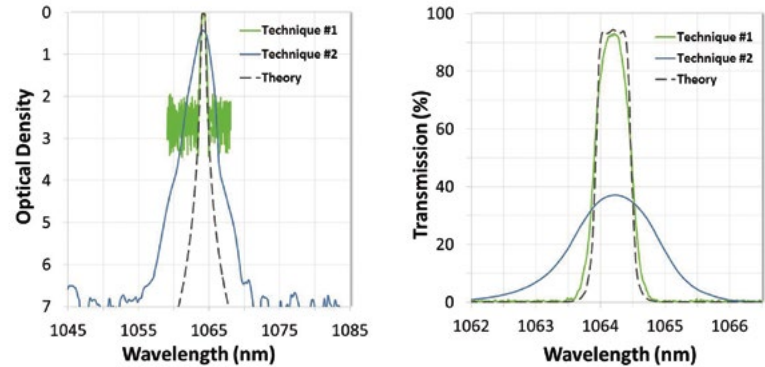 0
1
2
3
4
5
6
7
Optical Density
Technique #1
Technique #2
Theory
1045 1055 1065 1075 1085
Wavelength (nm)
100
80
60
40
20
0
Transmission (%)
Technique #1
Technique #2
Theory
1062 1063 1064 1065 1066
Wavelength (nm)